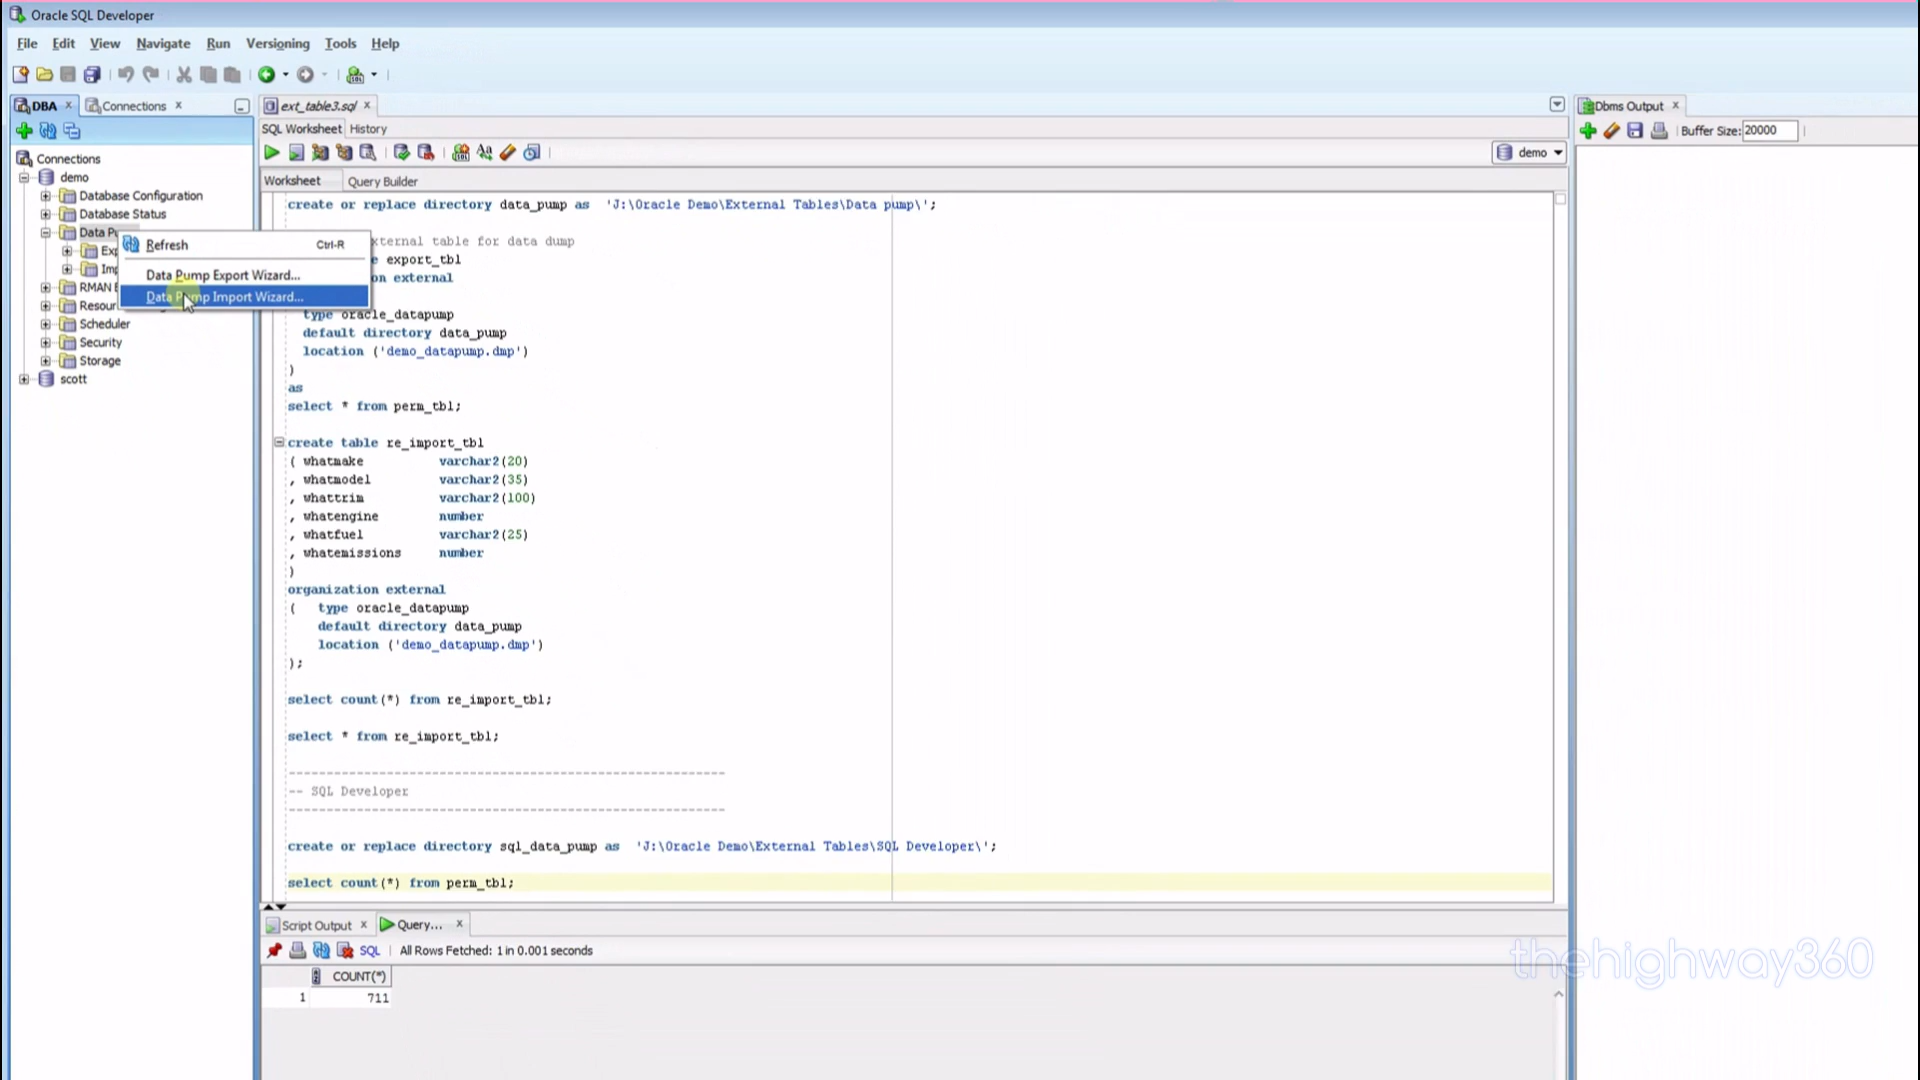 Oracle SQL Developer
File Edit View Navigate Run Versioning Tools Help
DBA Connections
Connections
demo
Database Configuration
Database Status
Data Pu
Exp
Imp
RMAN B
Resour
Scheduler
Security
Storage
scott
Refresh Ctrl-R
Data Pump Export Wizard...
Data Pump Import Wizard...
ext_table3.sql
SQL Worksheet History
demo
Worksheet Query Builder
create or replace directory data_pump as 'J:\Oracle Demo\External Tables\Data pump\';
xternal table for data dump
e export_tbl
on external
type oracle_datapump
default directory data_pump
location ('demo_datapump.dmp')
)
as
select * from perm_tbl;
create table re_import_tbl
( whatmake varchar2(20)
, whatmodel varchar2(35)
, whattrim varchar2(100)
, whatengine number
, whatfuel varchar2(25)
, whatemissions number
)
organization external
( type oracle_datapump
default directory data_pump
location ('demo_datapump.dmp')
);
select count(*) from re_import_tbl;
select * from re_import_tbl;
------------------------------------------------------------
-- SQL Developer
------------------------------------------------------------
create or replace directory sql_data_pump as 'J:\Oracle Demo\External Tables\SQL Developer\';
select count(*) from perm_tbl;
Script Output Query...
SQL All Rows Fetched: 1 in 0.001 seconds
COUNT(*)
1 711
Dbms Output
Buffer Size: 20000
thehighway360